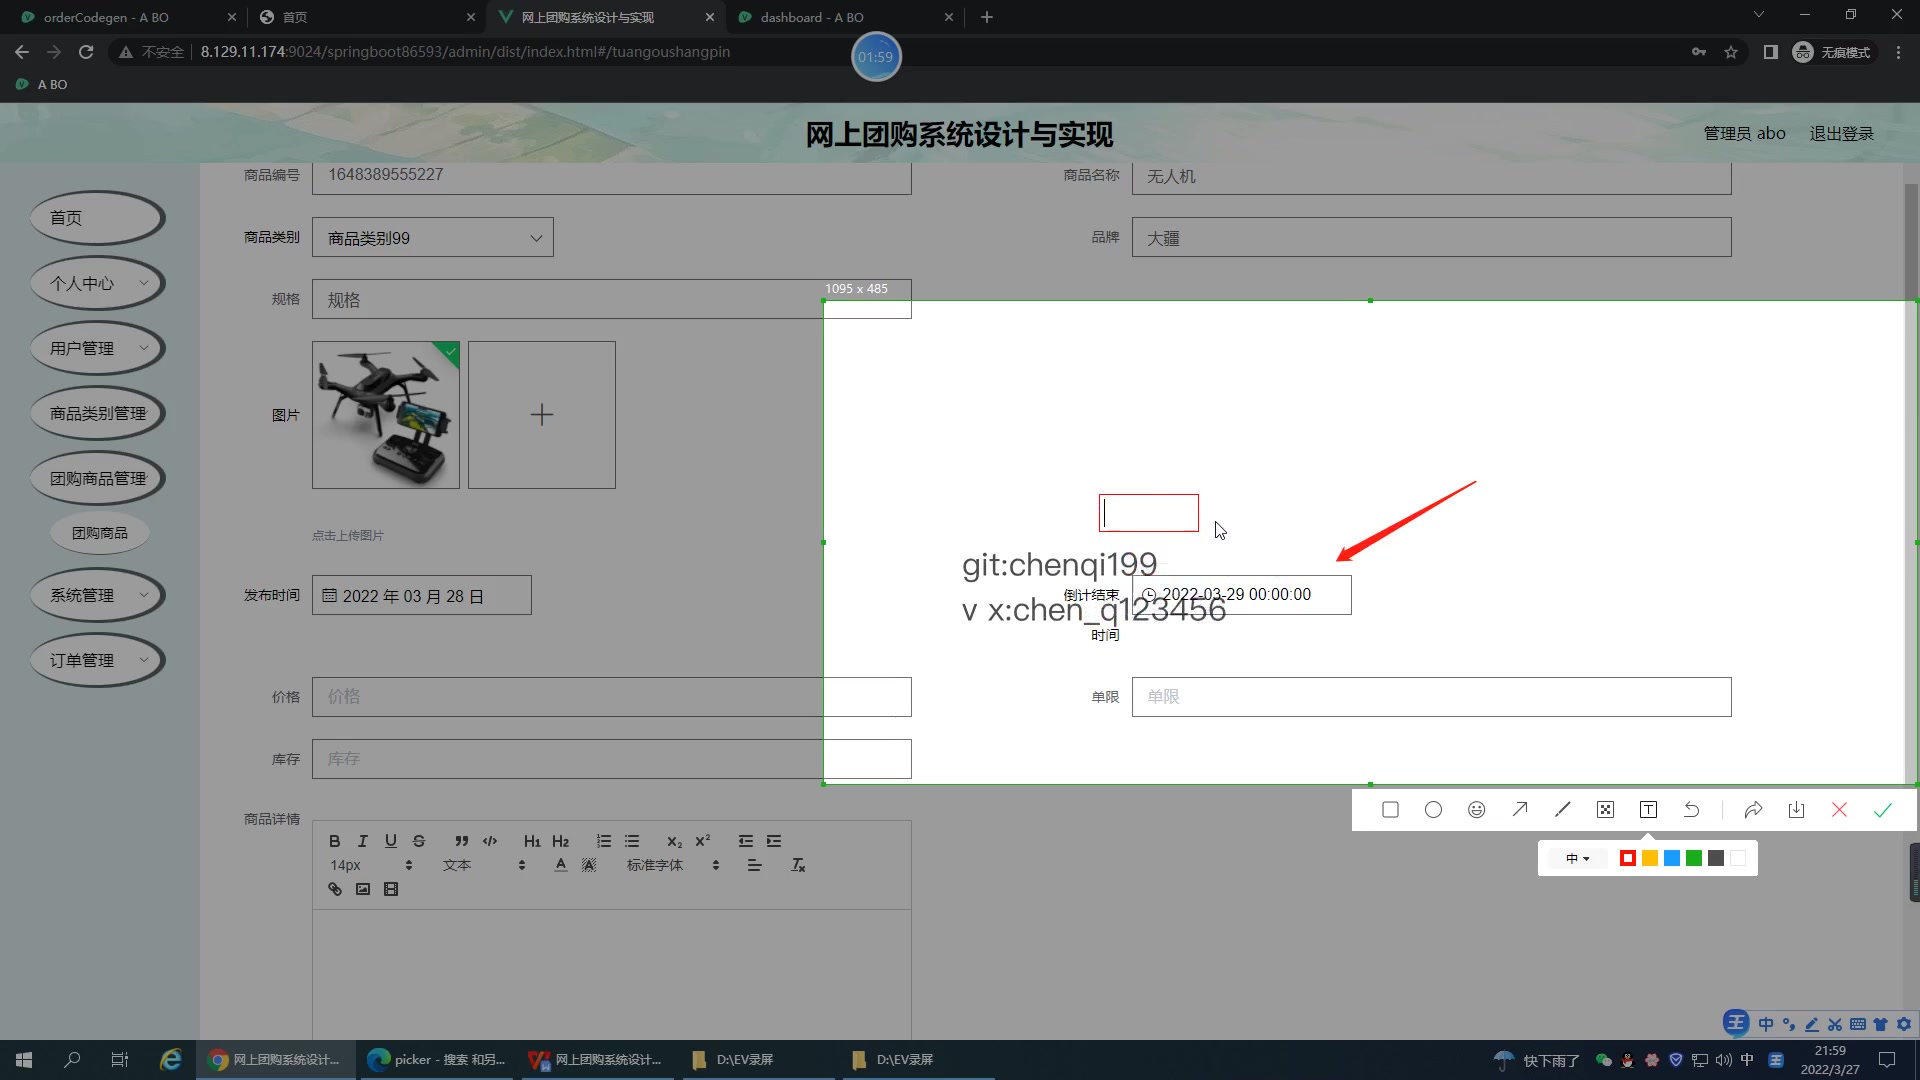 orderCodegen - A BO
首页
网上团购系统设计与实现
dashboard - A BO
不安全
8.129.11.174:9024/springboot86593/admin/dist/index.html#/tuangoushangpin
01:59
无痕模式
A BO
网上团购系统设计与实现
管理员 abo
退出登录
首页
个人中心
用户管理
商品类别管理
团购商品管理
团购商品
系统管理
订单管理
商品编号
1648389555227
商品名称
无人机
商品类别
商品类别99
品牌
大疆
规格
规格
1095 x 485
图片
点击上传图片
git:chenqi199
发布时间
2022 年 03 月 28 日
倒计结束
时间
2022-03-29 00:00:00
v x:chen_q123456
价格
价格
单限
单限
库存
库存
商品详情
14px
文本
标准字体
中
中
网上团购系统设计...
picker - 搜索 和另...
网上团购系统设计...
D:\EV录屏
D:\EV录屏
快下雨了
中
21:59
2022/3/27